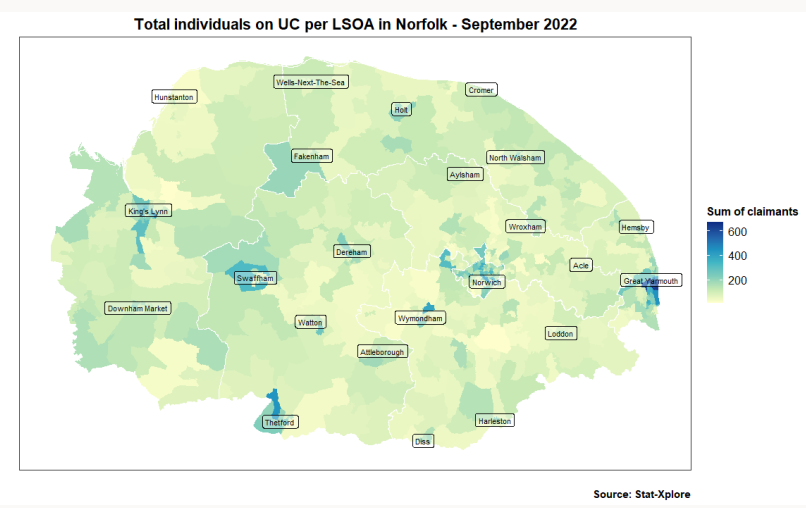 Total individuals on UC per LSOA in Norfolk - September 2022
Wells-Next-The-Sea
Cromer
Hunstanton
Holt
Fakenham
North Walsham
Aylsham
King's Lynn
Wroxham
Hemsby
Dereham
Acle
Swaffham
Norwich
Great Yarmouth
Downham Market
Watton
Wymondham
Loddon
Attleborough
Thetford
Harleston
Diss
Sum of claimants
600
400
200
Source: Stat-Xplore